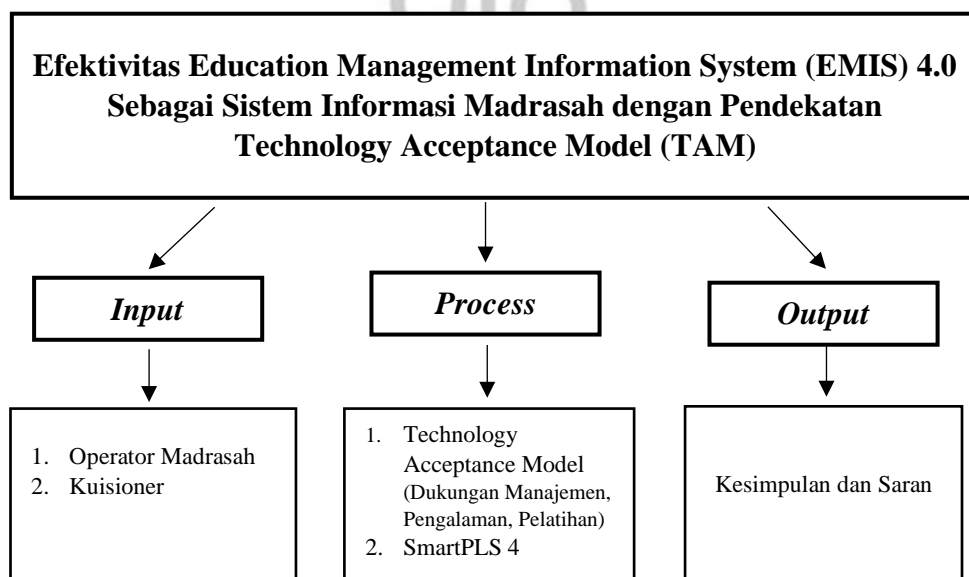 Efektivitas Education Management Information System (EMIS) 4.0
Sebagai Sistem Informasi Madrasah dengan Pendekatan
Technology Acceptance Model (TAM)
Input
Process
Output
1. Operator Madrasah
2. Kuisioner
1. Technology
Acceptance Model
(Dukungan Manajemen,
Pengalaman, Pelatihan)
2. SmartPLS 4
Kesimpulan dan Saran